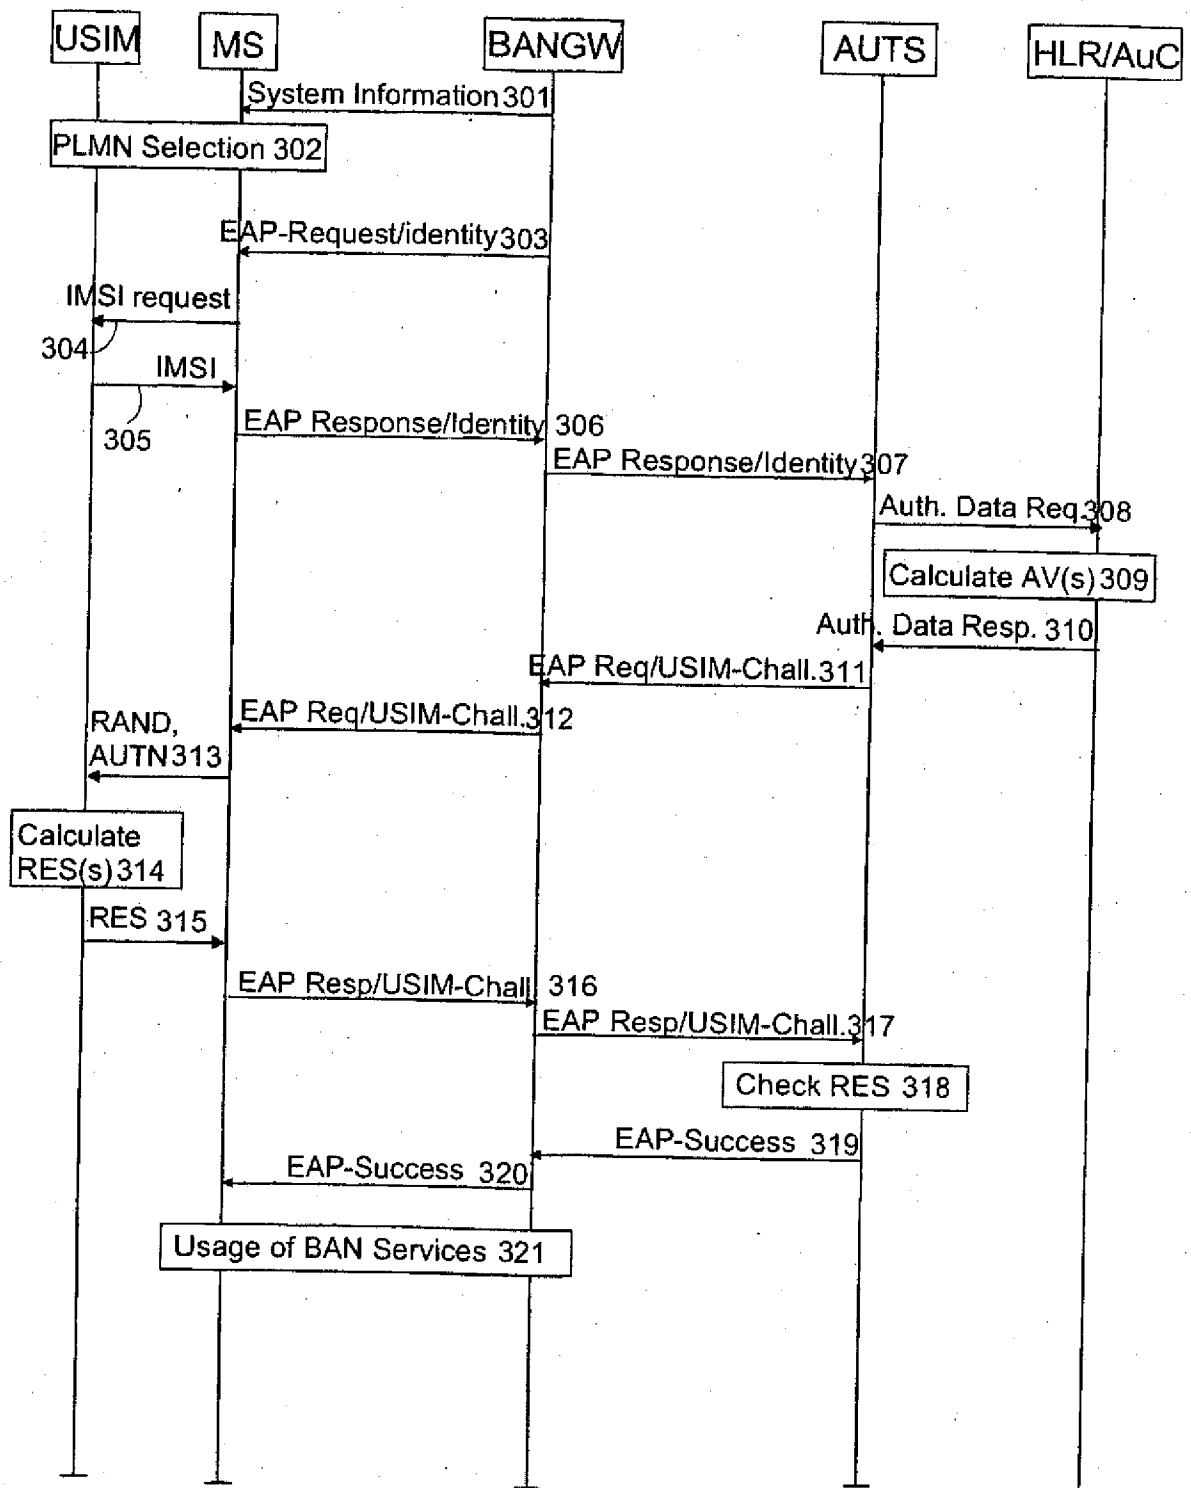 USIM
MS
BANGW
AUTS
HLR/AuC
System Information 301
PLMN Selection 302
EAP-Request/identity 303
IMSI request
304
IMSI
305
EAP Response/Identity 306
EAP Response/Identity 307
Auth. Data Req. 308
Calculate AV(s) 309
Auth. Data Resp. 310
EAP Req/USIM-Chall. 311
EAP Req/USIM-Chall. 312
RAND,
AUTN 313
Calculate
RES(s) 314
RES 315
EAP Resp/USIM-Chall 316
EAP Resp/USIM-Chall. 317
Check RES 318
EAP-Success 319
EAP-Success 320
Usage of BAN Services 321